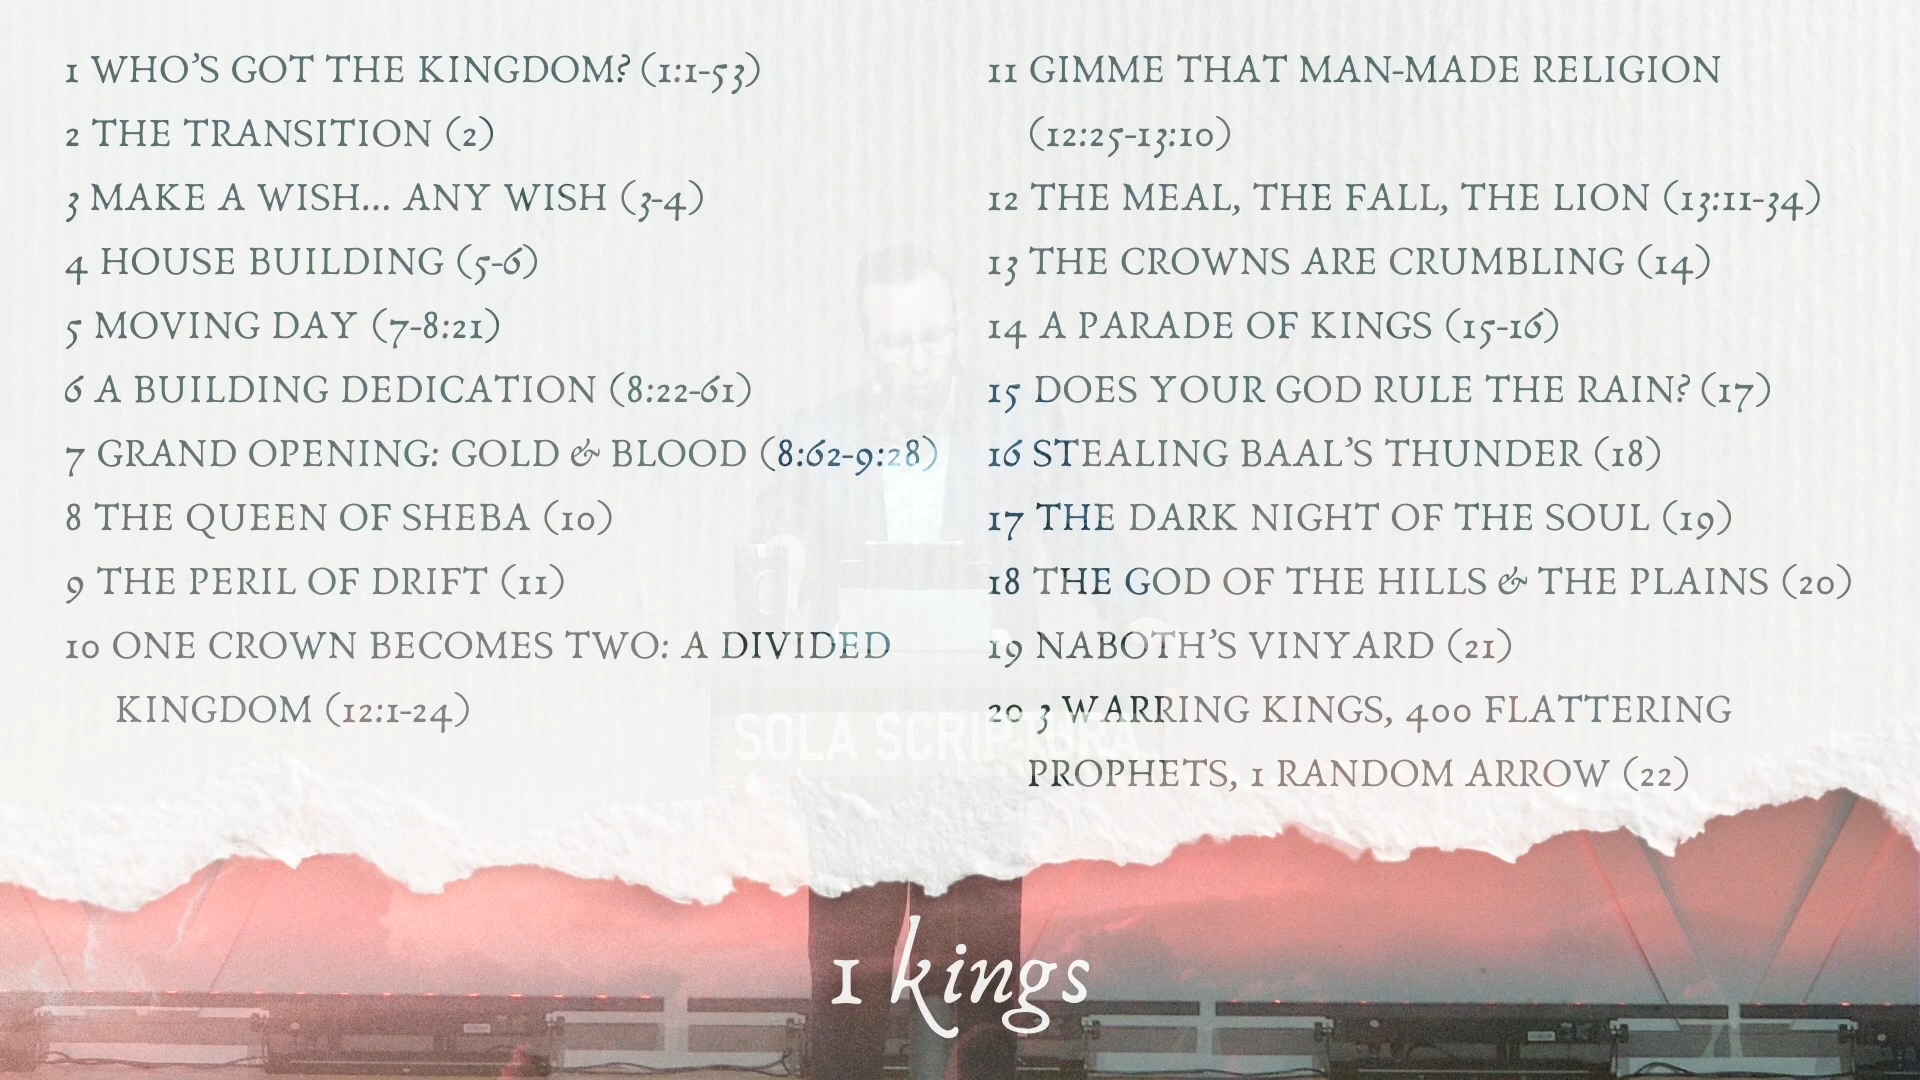 1 WHO'S GOT THE KINGDOM? (1:1-53)
2 THE TRANSITION (2)
3 MAKE A WISH... ANY WISH (3-4)
4 HOUSE BUILDING (5-6)
5 MOVING DAY (7-8:21)
6 A BUILDING DEDICATION (8:22-61)
7 GRAND OPENING: GOLD & BLOOD (8:62-9:28)
8 THE QUEEN OF SHEBA (10)
9 THE PERIL OF DRIFT (11)
10 ONE CROWN BECOMES TWO: A DIVIDED
KINGDOM (12:1-24)
11 GIMME THAT MAN-MADE RELIGION
(12:25-13:10)
12 THE MEAL, THE FALL, THE LION (13:11-34)
13 THE CROWNS ARE CRUMBLING (14)
14 A PARADE OF KINGS (15-16)
15 DOES YOUR GOD RULE THE RAIN? (17)
16 STEALING BAAL'S THUNDER (18)
17 THE DARK NIGHT OF THE SOUL (19)
18 THE GOD OF THE HILLS & THE PLAINS (20)
19 NABOTH'S VINYARD (21)
20 3 WARRING KINGS, 400 FLATTERING
PROPHETS, 1 RANDOM ARROW (22)
SOLA SCRIPTURA
1 kings